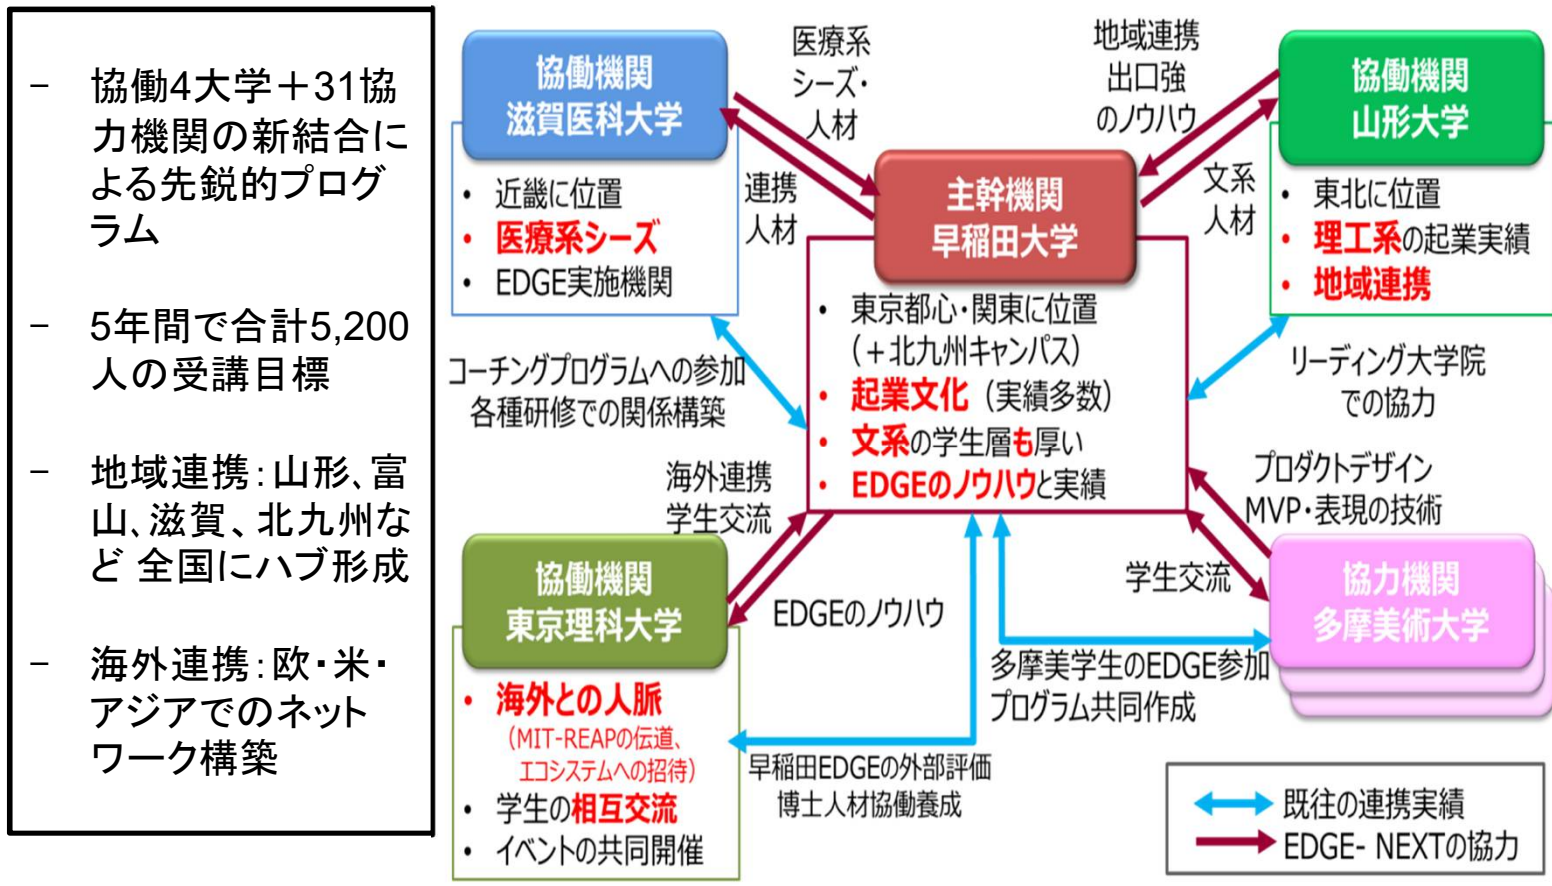 - 協働4大学＋31協
力機関の新結合に
よる先鋭的プログ
ラム
- 5年間で合計5,200
人の受講目標
- 地域連携：山形、富
山、滋賀、北九州な
ど 全国にハブ形成
- 海外連携：欧・米・
アジアでのネット
ワーク構築
協働機関
滋賀医科大学
• 近畿に位置
• 医療系シーズ
• EDGE実施機関
医療系
シーズ・
人材
連携
人材
地域連携
出口強
のノウハウ
文系
人材
協働機関
山形大学
• 東北に位置
• 理工系の起業実績
• 地域連携
主幹機関
早稲田大学
• 東京都心・関東に位置
（＋北九州キャンパス）
• 起業文化（実績多数）
• 文系の学生層も厚い
• EDGEのノウハウと実績
コーチングプログラムへの参加
各種研修での関係構築
リーディング大学院
での協力
海外連携
学生交流
EDGEのノウハウ
プロダクトデザイン
MVP・表現の技術
学生交流
協働機関
東京理科大学
• 海外との人脈
（MIT-REAPの伝道、
エコシステムへの招待）
• 学生の相互交流
• イベントの共同開催
協力機関
多摩美術大学
多摩美学生のEDGE参加
プログラム共同作成
早稲田EDGEの外部評価
博士人材協働養成
既往の連携実績
EDGE- NEXTの協力